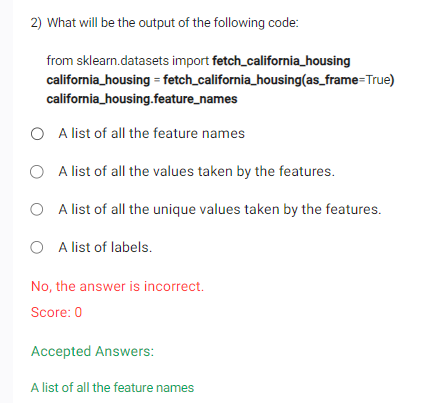 2) What will be the output of the following code:
from sklearn.datasets import fetch_california_housing
california_housing = fetch_california_housing(as_frame=True)
california_housing.feature_names
A list of all the feature names
A list of all the values taken by the features.
A list of all the unique values taken by the features.
A list of labels.
No, the answer is incorrect.
Score: 0
Accepted Answers:
A list of all the feature names